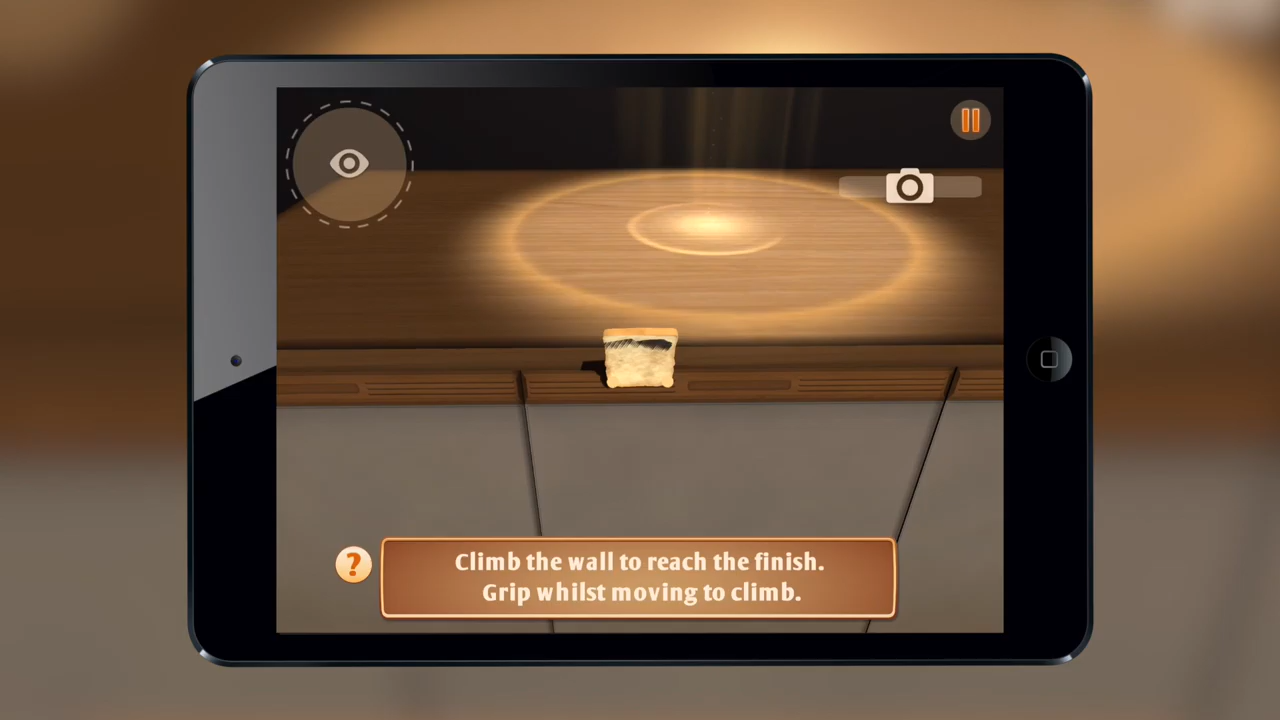 ?
Climb the wall to reach the finish.
Grip whilst moving to climb.